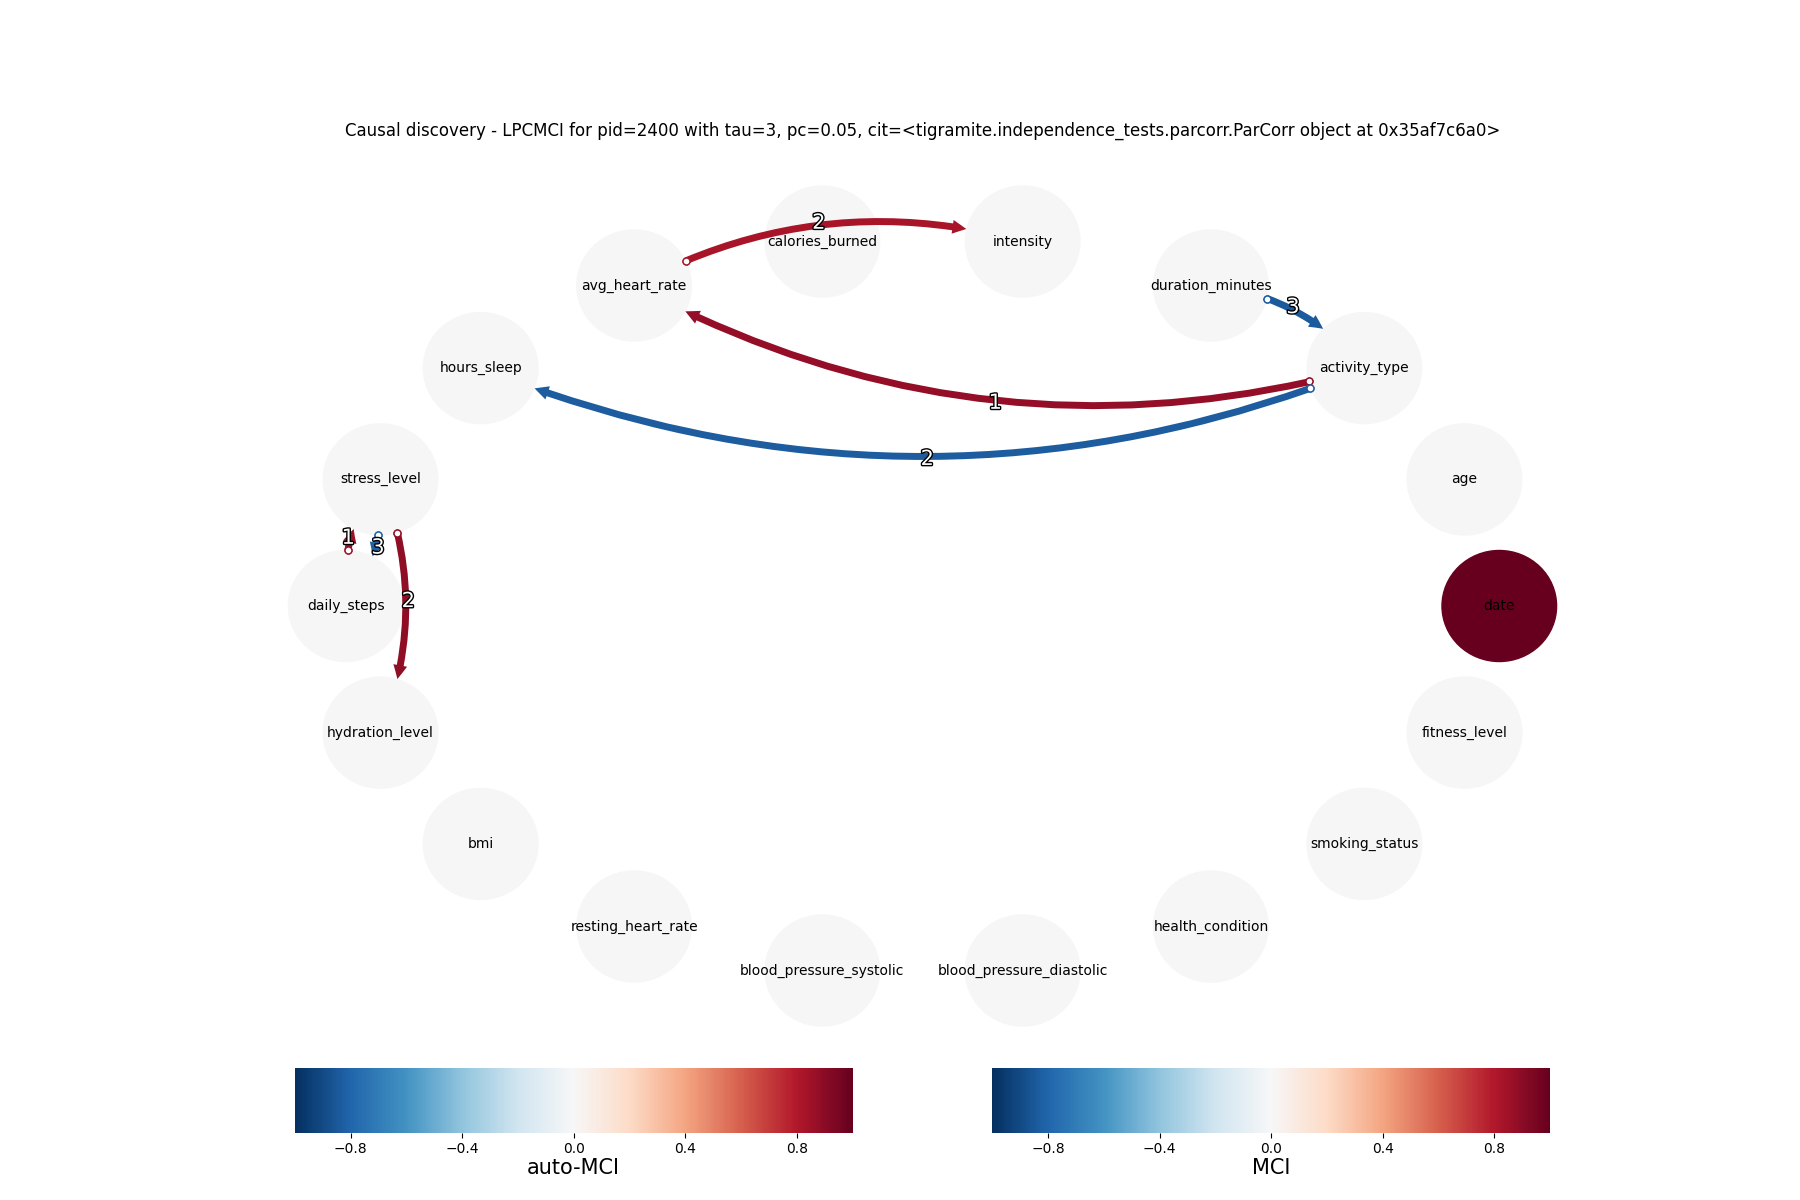 Causal discovery - LPCMCI for pid=2400 with tau=3, pc=0.05, cit=<tigramite.independence_tests.parcorr.ParCorr object at 0x35af7c6a0>
2
calories_burned
intensity
avg_heart_rate
duration_minutes
3
hours_sleep
activity_type
1
2
stress_level
age
1
3
daily_steps
2
date
hydration_level
fitness_level
bmi
smoking_status
resting_heart_rate
health_condition
blood_pressure_systolic
blood_pressure_diastolic
−0.8 −0.4 0.0 0.4 0.8
auto-MCI
−0.8 −0.4 0.0 0.4 0.8
MCI